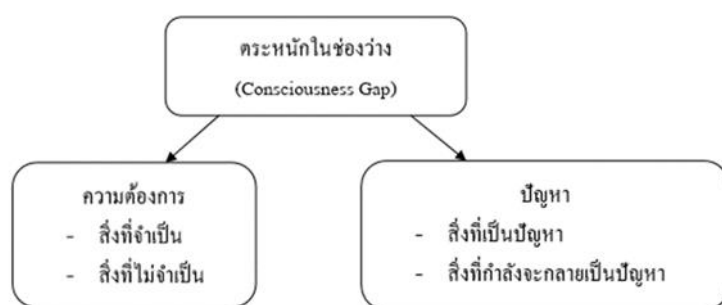 ตระหนักในช่องว่าง
(Consciousness Gap)
ความต้องการ
- สิ่งที่จำเป็น
- สิ่งที่ไม่จำเป็น
ปัญหา
- สิ่งที่เป็นปัญหา
- สิ่งที่กำลังจะกลายเป็นปัญหา